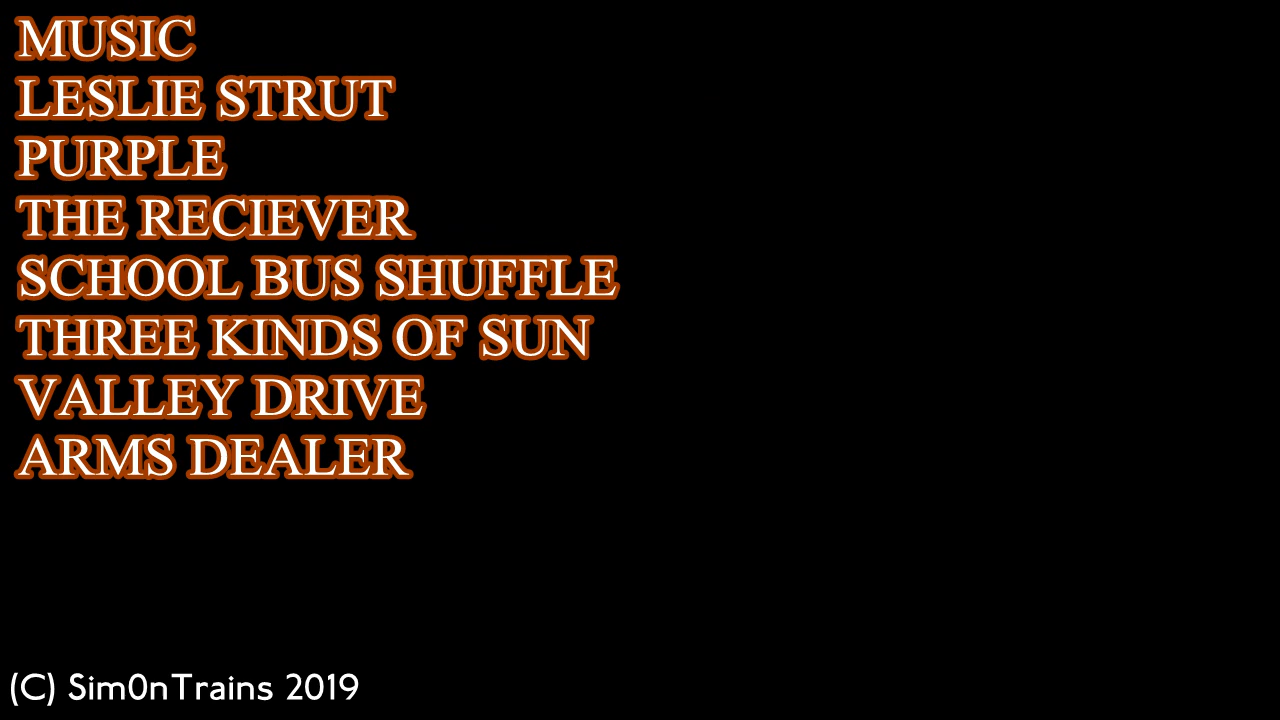 MUSIC
LESLIE STRUT
PURPLE
THE RECIEVER
SCHOOL BUS SHUFFLE
THREE KINDS OF SUN
VALLEY DRIVE
ARMS DEALER
(C) Sim0nTrains 2019